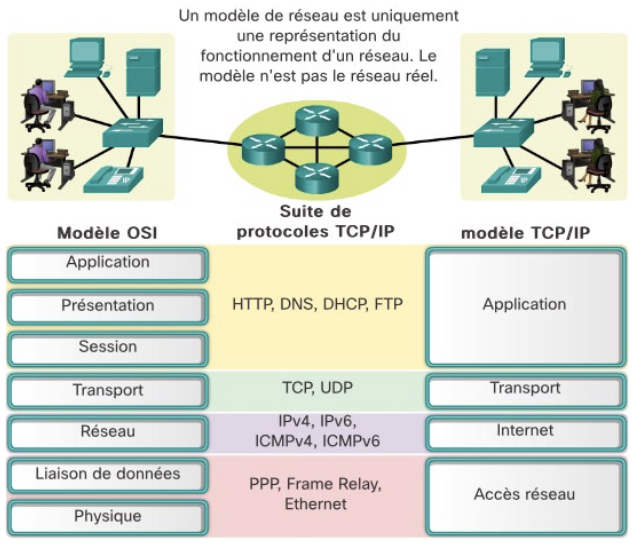 Un modèle de réseau est uniquement
une représentation du
fonctionnement d'un réseau. Le
modèle n'est pas le réseau réel.
Modèle OSI
Suite de
protocoles TCP/IP
modèle TCP/IP
Application
Présentation
Session
HTTP, DNS, DHCP, FTP
Application
Transport
TCP, UDP
Transport
Réseau
IPv4, IPv6,
ICMPv4, ICMPv6
Internet
Liaison de données
Physique
PPP, Frame Relay,
Ethernet
Accès réseau